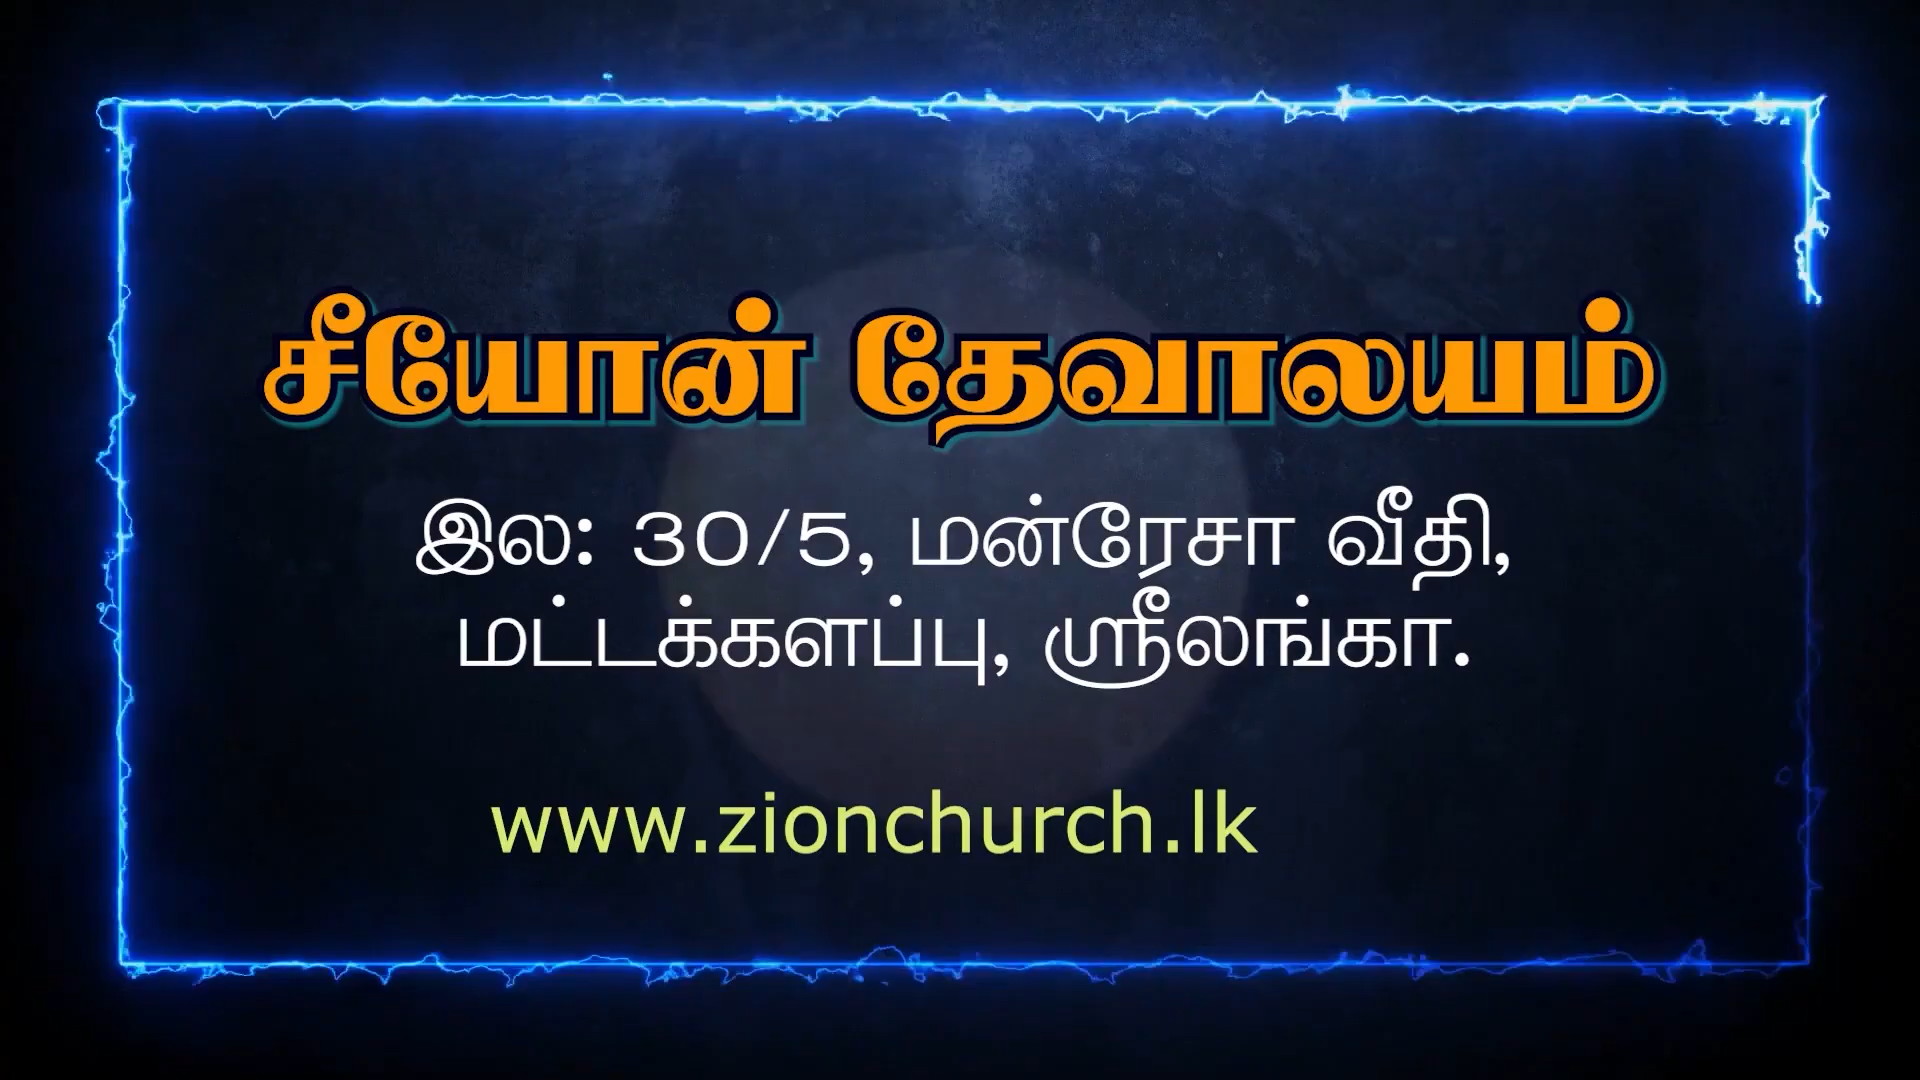 சீயோன் தேவாலயம்
இல: 30/5, மன்ரேசா வீதி,
மட்டக்களப்பு, ஸ்ரீலங்கா.
www.zionchurch.lk